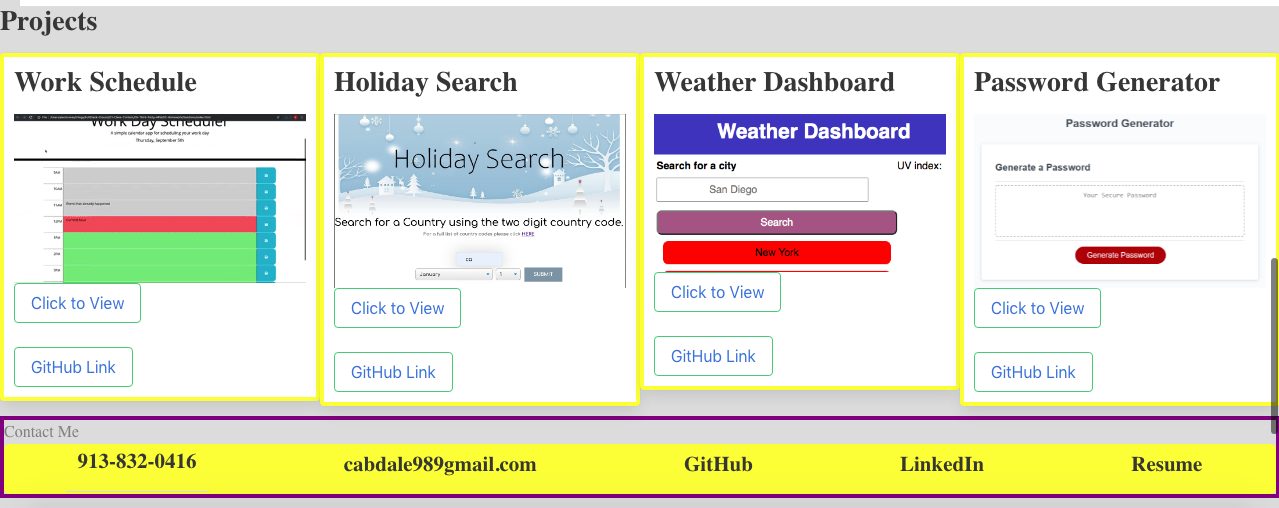 Projects
Work Schedule
Work Day Scheduler
A simple calendar app for scheduling your work day
Thursday, September 5th
9AM
10AM
11AM
12PM
Click to View
GitHub Link
Holiday Search
Holiday Search
Search for a Country using the two digit country code.
For a full list of country codes please click HERE
January
1
SUBMIT
Click to View
GitHub Link
Weather Dashboard
Weather Dashboard
Search for a city UV index:
San Diego
Search
New York
Click to View
GitHub Link
Password Generator
Password Generator
Generate a Password
Your Secure Password
Generate Password
Click to View
GitHub Link
Contact Me
913-832-0416 cabdale989gmail.com GitHub LinkedIn Resume